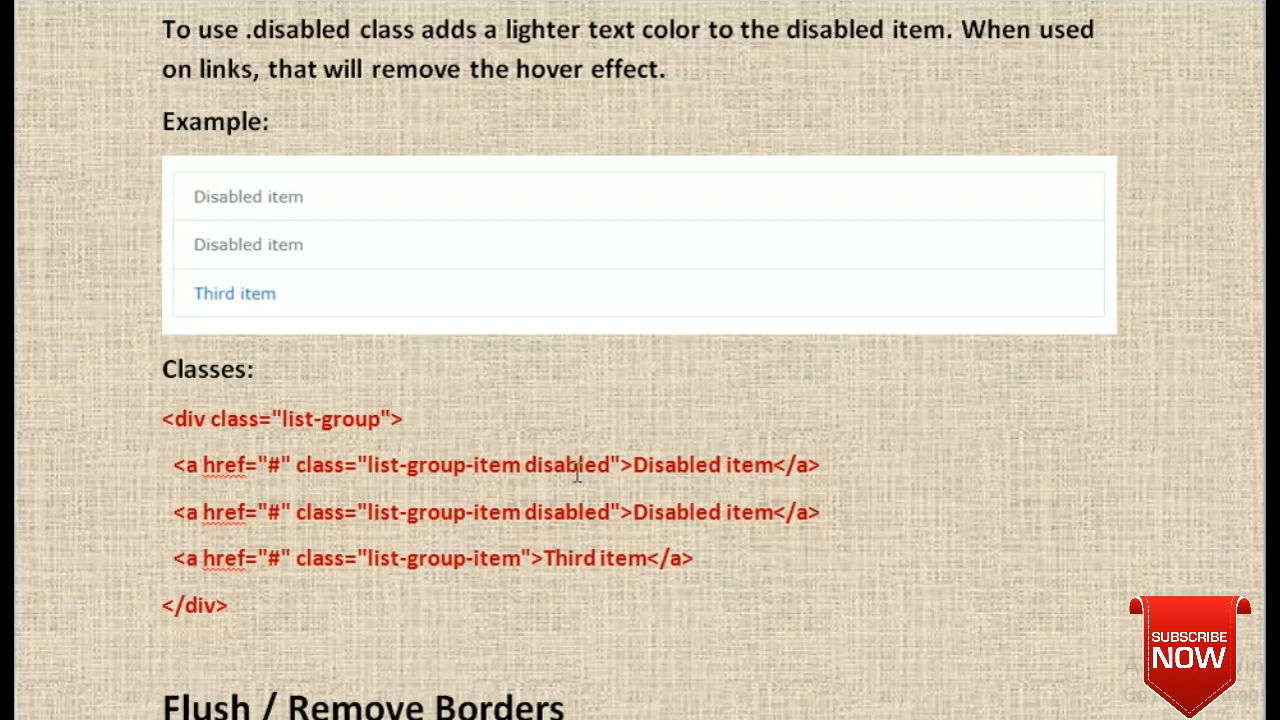 To use .disabled class adds a lighter text color to the disabled item. When used
on links, that will remove the hover effect.
Example:
Disabled item
Disabled item
Third item
Classes:
<div class="list-group">
<a href="#" class="list-group-item disabled">Disabled item</a>
<a href="#" class="list-group-item disabled">Disabled item</a>
<a href="#" class="list-group-item">Third item</a>
</div>
SUBSCRIBE
NOW
Flush / Remove Borders